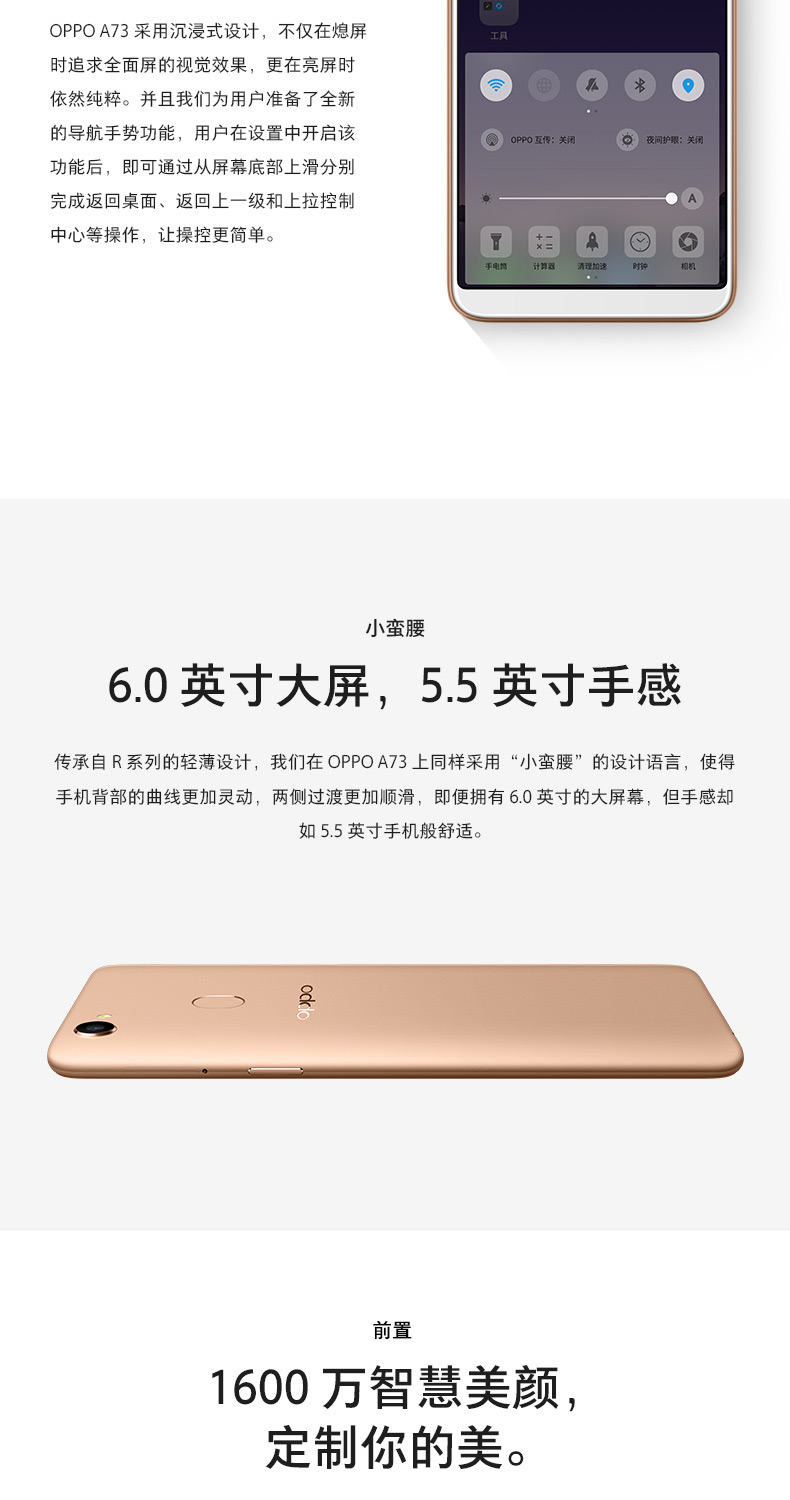 OPPO A73 采用沉浸式设计，不仅在熄屏
时追求全面屏的视觉效果，更在亮屏时
依然纯粹。并且我们为用户准备了全新
的导航手势功能，用户在设置中开启该
功能后，即可通过从屏幕底部上滑分别
完成返回桌面、返回上一级和上拉控制
中心等操作，让操控更简单。
工具
OPPO 互传：关闭
夜间护眼：关闭
A
手电筒
计算器
清理加速
时钟
相机
小蛮腰
6.0 英寸大屏，5.5 英寸手感
传承自 R 系列的轻薄设计，我们在 OPPO A73 上同样采用“小蛮腰”的设计语言，使得
手机背部的曲线更加灵动，两侧过渡更加顺滑，即便拥有 6.0 英寸的大屏幕，但手感却
如 5.5 英寸手机般舒适。
oppo
前置
1600 万智慧美颜，
定制你的美。